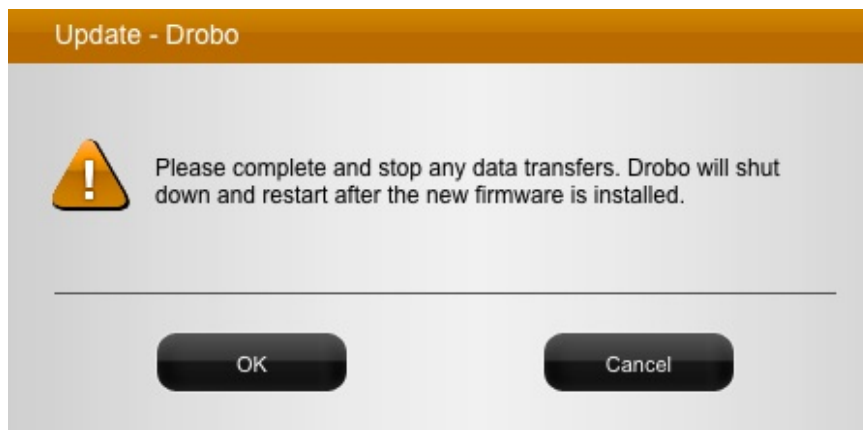 Update - Drobo
!
Please complete and stop any data transfers. Drobo will shut
down and restart after the new firmware is installed.
OK
Cancel